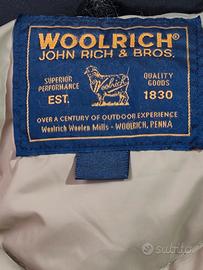 WOOLRICH®
JOHN RICH & BROS.
SUPERIOR PERFORMANCE
QUALITY GOODS
Woolrich
EST. 1830
OVER A CENTURY OF OUTDOOR EXPERIENCE
Woolrich Woolen Mills - WOOLRICH, PENNA
subito